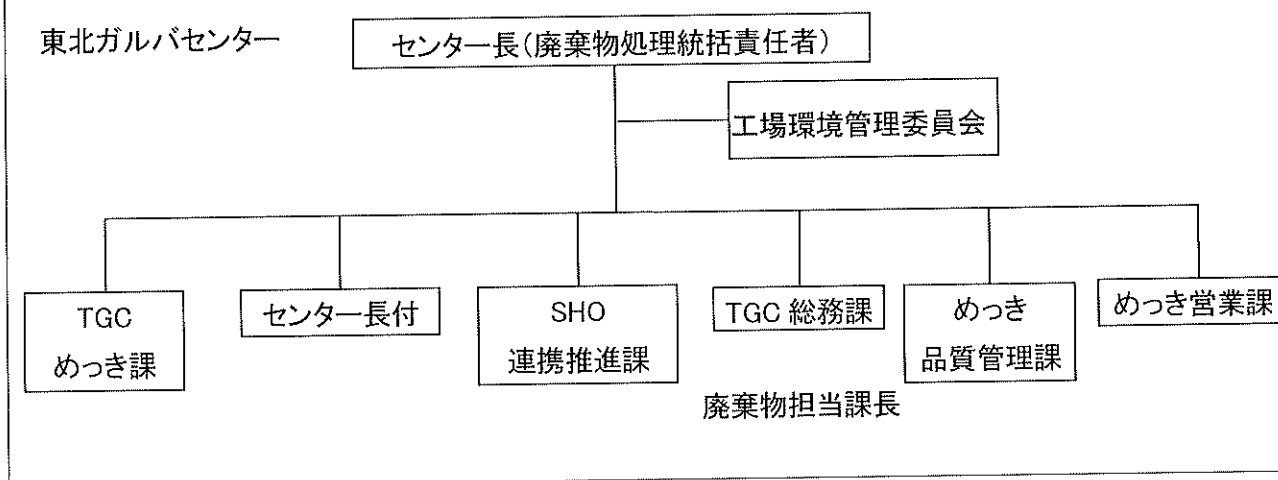 東北ガルバセンター
センター長(廃棄物処理統括責任者)
工場環境管理委員会
TGC
めっき課
センター長付
SHO
連携推進課
TGC 総務課
めっき
品質管理課
めっき営業課
廃棄物担当課長